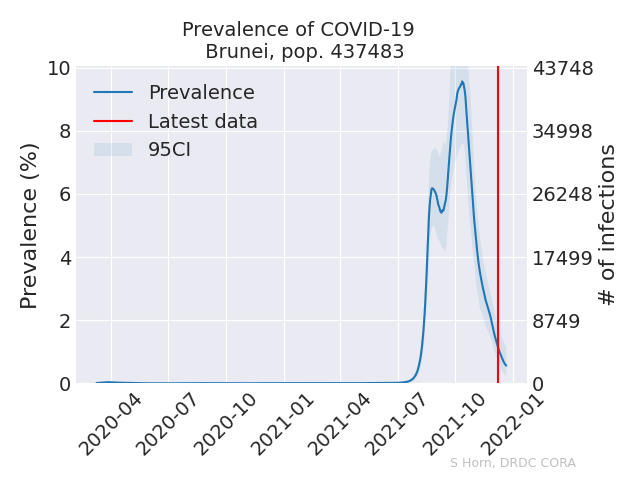 Prevalence of COVID-19
Brunei, pop. 437483
Prevalence (%)
10
8
6
4
2
0
Prevalence
Latest data
95CI
43748
34998
26248
17499
8749
0
# of infections
2020-04
2020-07
2020-10
2021-01
2021-04
2021-07
2021-10
2022-01
S Horn, DRDC CORA